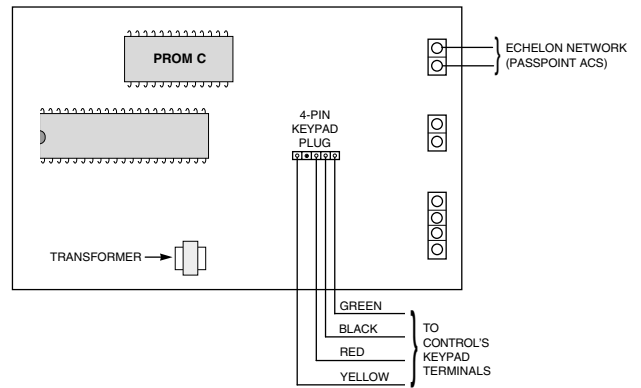 PROM C
ECHELON NETWORK
(PASSPOINT ACS)
4-PIN
KEYPAD
PLUG
TRANSFORMER
GREEN
BLACK
RED
YELLOW
TO
CONTROL'S
KEYPAD
TERMINALS